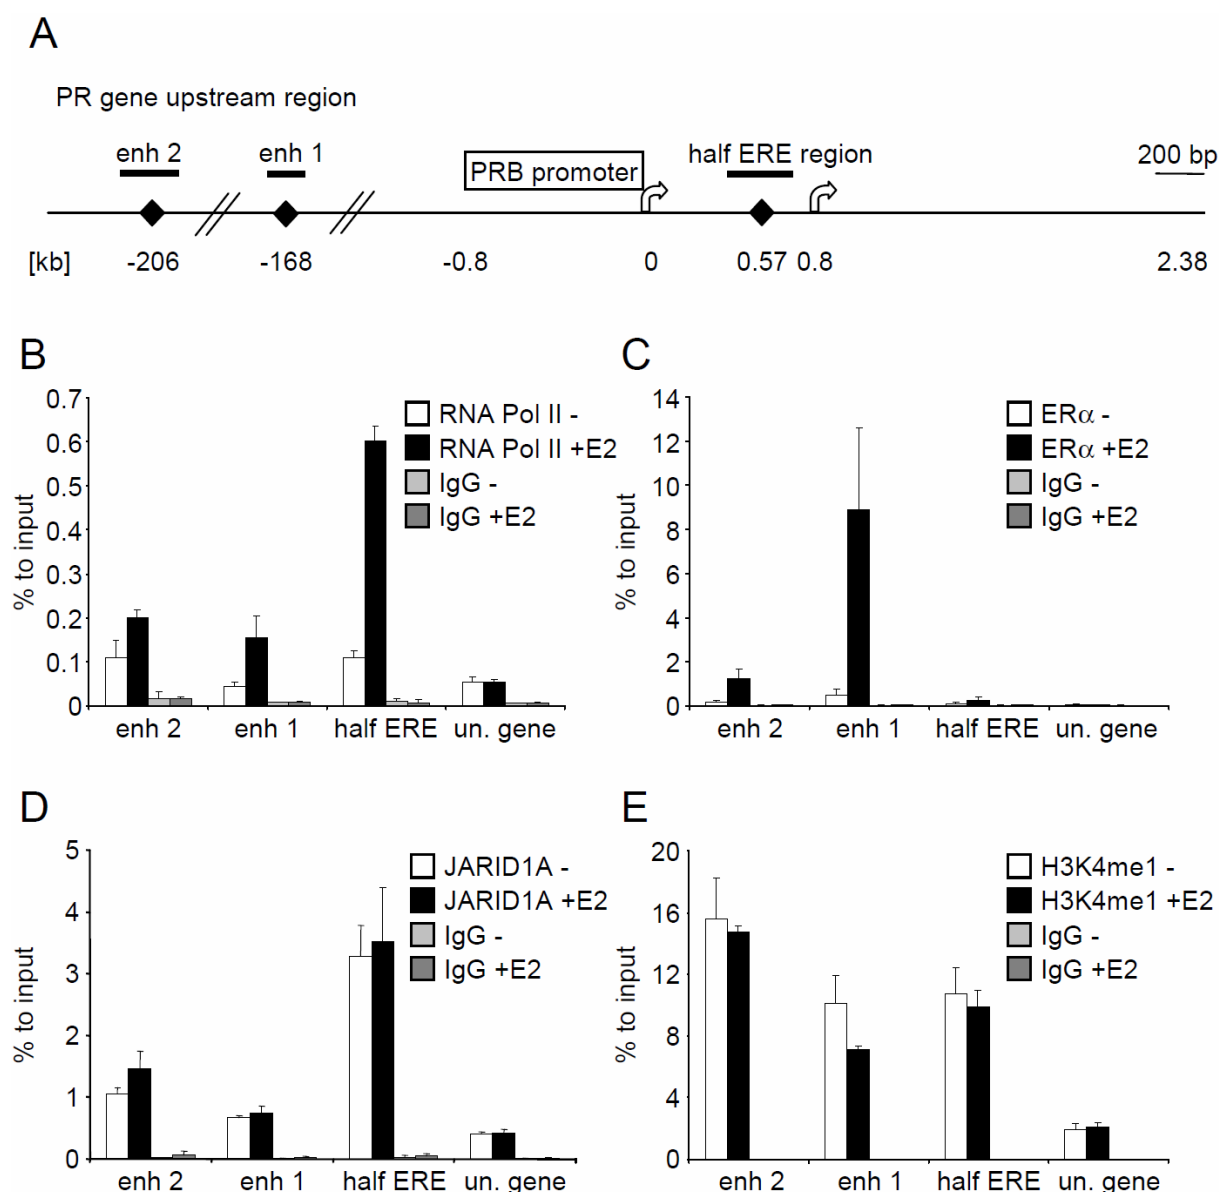 A
PR gene upstream region
enh 2 enh 1 PRB promoter half ERE region 200 bp
[kb] -206 -168 -0.8 0 0.57 0.8 2.38
B
% to input
0.7
0.6
0.5
0.4
0.3
0.2
0.1
0
RNA Pol II -
RNA Pol II +E2
IgG -
IgG +E2
enh 2 enh 1 half ERE un. gene
C
% to input
14
12
10
8
6
4
2
0
ERα -
ERα +E2
IgG -
IgG +E2
enh 2 enh 1 half ERE un. gene
D
% to input
5
4
3
2
1
0
JARID1A -
JARID1A +E2
IgG -
IgG +E2
enh 2 enh 1 half ERE un. gene
E
% to input
20
16
12
8
4
0
H3K4me1 -
H3K4me1 +E2
IgG -
IgG +E2
enh 2 enh 1 half ERE un. gene